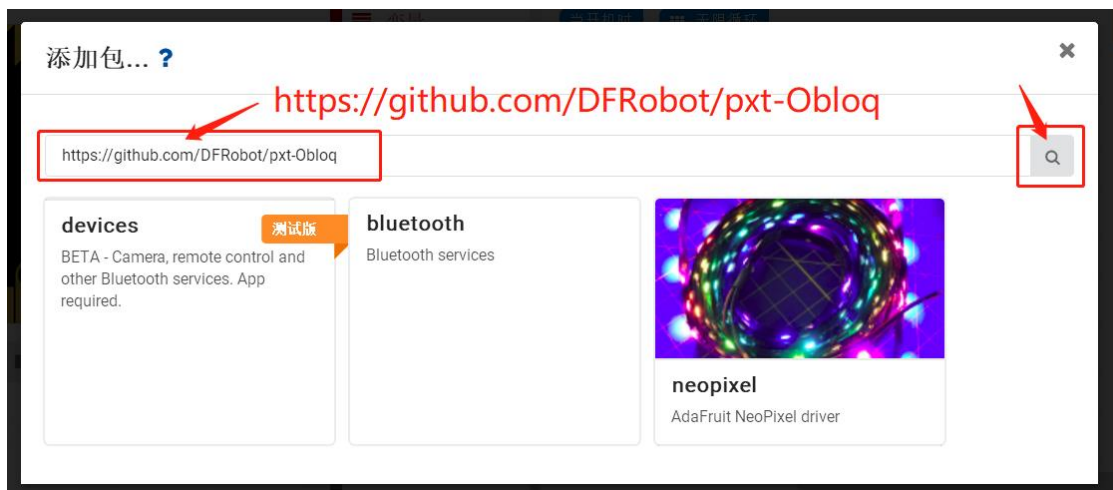 添加包... ?
https://github.com/DFRobot/pxt-Obloq
https://github.com/DFRobot/pxt-Obloq
devices
测试版
BETA - Camera, remote control and
other Bluetooth services. App
required.
bluetooth
Bluetooth services
neopixel
AdaFruit NeoPixel driver